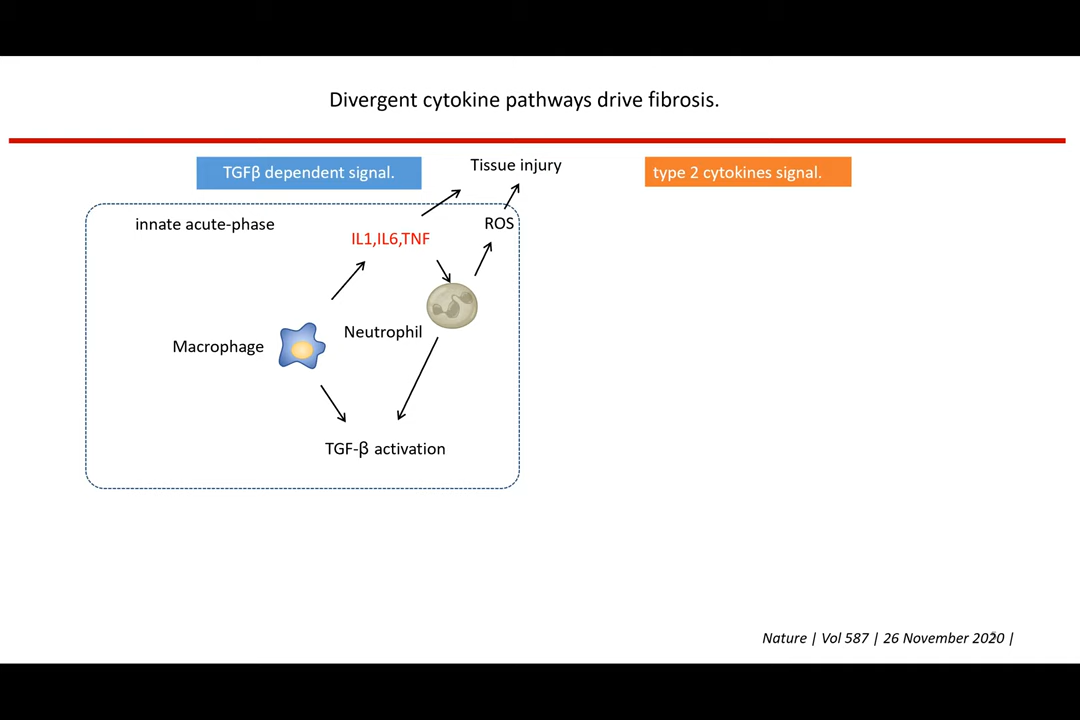 Divergent cytokine pathways drive fibrosis.
TGFβ dependent signal.
Tissue injury
type 2 cytokines signal.
innate acute-phase
IL1,IL6,TNF
ROS
Neutrophil
Macrophage
TGF-β activation
Nature | Vol 587 | 26 November 2020 |